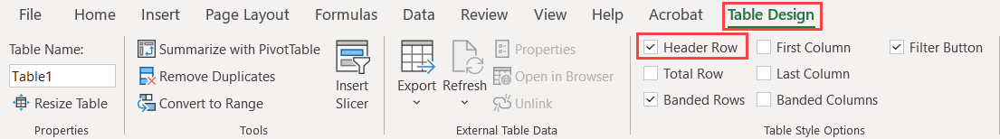 File Home Insert Page Layout Formulas Data Review View Help Acrobat Table Design
Table Name:
Table1
Resize Table
Properties
Summarize with PivotTable
Remove Duplicates
Convert to Range
Insert
Slicer
Tools
Export
Refresh
Properties
Open in Browser
Unlink
External Table Data
Header Row
Total Row
Banded Rows
First Column
Last Column
Banded Columns
Filter Button
Table Style Options